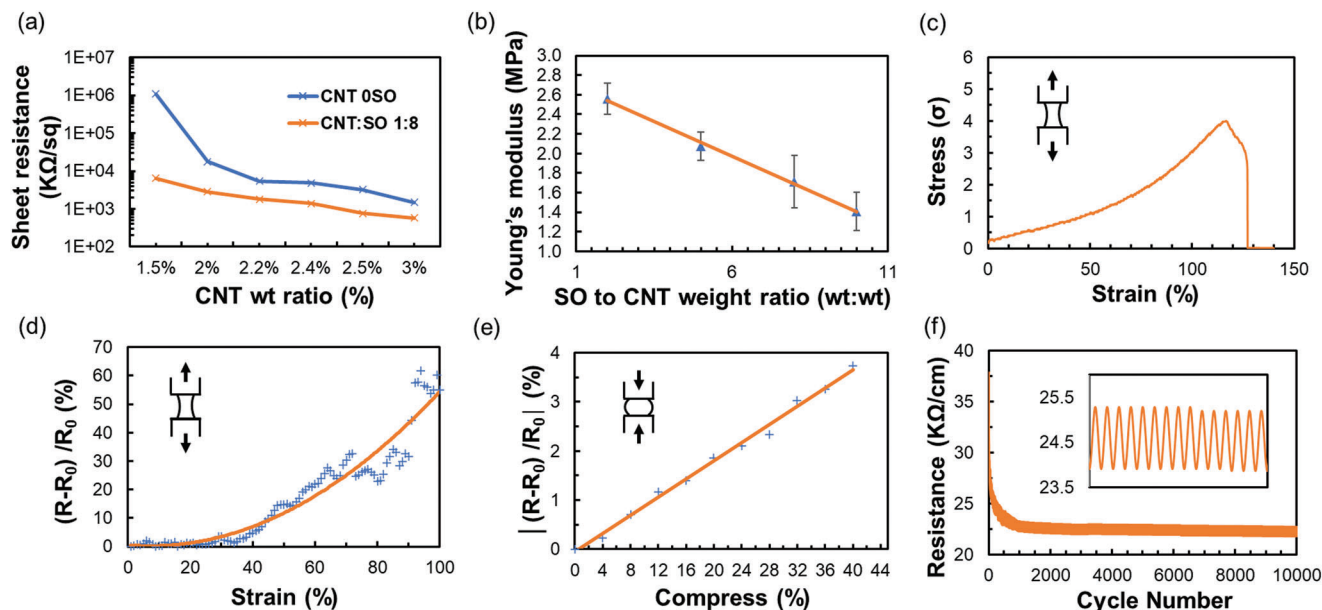 (a)
Sheet resistance
(KΩ/sq)
1E+07
1E+06
1E+05
1E+04
1E+03
1E+02
CNT 0SO
CNT:SO 1:8
1.5% 2% 2.2% 2.4% 2.5% 3%
CNT wt ratio (%)
(b)
Young's modulus (MPa)
3.0
2.8
2.6
2.4
2.2
2.0
1.8
1.6
1.4
1.2
1.0
1 6 11
SO to CNT weight ratio (wt:wt)
(c)
Stress (σ)
6
5
4
3
2
1
0
0 50 100 150
Strain (%)
(d)
(R-R0) /R0 (%)
70
60
50
40
30
20
10
0
0 20 40 60 80 100
Strain (%)
(e)
| (R-R0) /R0 | (%)
4
3
2
1
0
0 4 8 12 16 20 24 28 32 36 40 44
Compress (%)
(f)
Resistance (KΩ/cm)
40
38
35
33
30
28
25
23
20
25.5
24.5
23.5
0 2000 4000 6000 8000 10000
Cycle Number